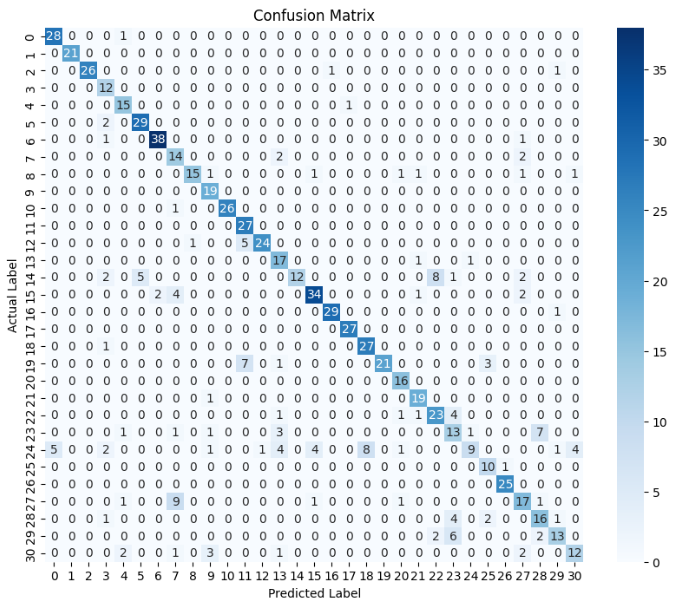 Confusion Matrix
0 28 0 0 0 1 0 0 0 0 0 0 0 0 0 0 0 0 0 0 0 0 0 0 0 0 0 0 0 0 0 0
1 0 21 0 0 0 0 0 0 0 0 0 0 0 0 0 0 0 0 0 0 0 0 0 0 0 0 0 0 0 0 0
2 0 0 26 0 0 0 0 0 0 0 0 0 0 0 0 0 1 0 0 0 0 0 0 0 0 0 0 0 0 1 0
3 0 0 0 12 0 0 0 0 0 0 0 0 0 0 0 0 0 0 0 0 0 0 0 0 0 0 0 0 0 0 0
4 0 0 0 0 15 0 0 0 0 0 0 0 0 0 0 0 0 1 0 0 0 0 0 0 0 0 0 0 0 0 0
5 0 0 0 2 0 29 0 0 0 0 0 0 0 0 0 0 0 0 0 0 0 0 0 0 0 0 0 0 0 0 0
6 0 0 0 1 0 0 38 0 0 0 0 0 0 0 0 0 0 0 0 0 0 0 0 0 0 0 0 1 0 0 0
7 0 0 0 0 0 0 0 14 0 0 0 0 0 2 0 0 0 0 0 0 0 0 0 0 0 0 0 2 0 0 0
8 0 0 0 0 0 0 0 0 15 1 0 0 0 0 0 1 0 0 0 0 1 1 0 0 0 0 0 1 0 0 1
9 0 0 0 0 0 0 0 0 0 19 0 0 0 0 0 0 0 0 0 0 0 0 0 0 0 0 0 0 0 0 0
10 0 0 0 0 0 0 0 1 0 0 26 0 0 0 0 0 0 0 0 0 0 0 0 0 0 0 0 0 0 0 0
11 0 0 0 0 0 0 0 0 0 0 0 27 0 0 0 0 0 0 0 0 0 0 0 0 0 0 0 0 0 0 0
12 0 0 0 0 0 0 0 0 1 0 0 5 24 0 0 0 0 0 0 0 0 0 0 0 0 0 0 0 0 0 0
13 0 0 0 0 0 0 0 0 0 0 0 0 0 17 0 0 0 0 0 0 0 1 0 0 1 0 0 0 0 0 0
14 0 0 0 2 0 5 0 0 0 0 0 0 0 0 12 0 0 0 0 0 0 0 8 1 0 0 0 2 0 0 0
15 0 0 0 0 0 0 2 4 0 0 0 0 0 0 0 34 0 0 0 0 0 1 0 0 0 0 0 2 0 0 0
16 0 0 0 0 0 0 0 0 0 0 0 0 0 0 0 0 29 0 0 0 0 0 0 0 0 0 0 0 0 1 0
17 0 0 0 0 0 0 0 0 0 0 0 0 0 0 0 0 0 27 0 0 0 0 0 0 0 0 0 0 0 0 0
18 0 0 0 1 0 0 0 0 0 0 0 0 0 0 0 0 0 0 27 0 0 0 0 0 0 0 0 0 0 0 0
19 0 0 0 0 0 0 0 0 0 0 0 7 0 1 0 0 0 0 0 21 0 0 0 0 0 3 0 0 0 0 0
20 0 0 0 0 0 0 0 0 0 0 0 0 0 0 0 0 0 0 0 0 16 0 0 0 0 0 0 0 0 0 0
21 0 0 0 0 0 0 0 0 0 1 0 0 0 0 0 0 0 0 0 0 0 19 0 0 0 0 0 0 0 0 0
22 0 0 0 0 0 0 0 0 0 0 0 0 0 1 0 0 0 0 0 0 1 1 23 4 0 0 0 0 0 0 0
23 0 0 0 0 1 0 0 1 0 1 0 0 0 3 0 0 0 0 0 0 0 0 0 13 1 0 0 0 7 0 0
24 5 0 0 2 0 0 0 0 0 1 0 0 1 4 0 4 0 0 8 0 1 0 0 0 9 0 0 0 0 1 4
25 0 0 0 0 0 0 0 0 0 0 0 0 0 0 0 0 0 0 0 0 0 0 0 0 0 10 1 0 0 0 0
26 0 0 0 0 0 0 0 0 0 0 0 0 0 0 0 0 0 0 0 0 0 0 0 0 0 0 25 0 0 0 0
27 0 0 0 0 1 0 0 9 0 0 0 0 0 0 0 1 0 0 0 0 1 0 0 0 0 0 0 17 1 0 0
28 0 0 0 1 0 0 0 0 0 0 0 0 0 0 0 0 0 0 0 0 0 0 0 4 0 2 0 0 16 1 0
29 0 0 0 0 0 0 0 0 0 0 0 0 0 0 0 0 0 0 0 0 0 0 2 6 0 0 0 0 2 13 0
30 0 0 0 0 2 0 0 1 0 3 0 0 0 1 0 0 0 0 0 0 0 0 0 0 0 0 0 2 0 0 12
0 1 2 3 4 5 6 7 8 9 10 11 12 13 14 15 16 17 18 19 20 21 22 23 24 25 26 27 28 29 30
Predicted Label
Actual Label
35
30
25
20
15
10
5
0